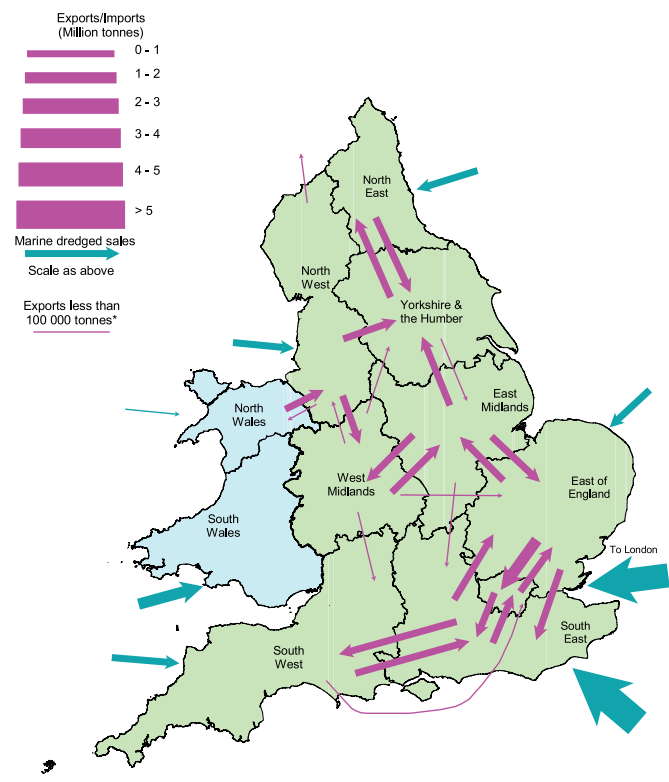 Exports/Imports
(Million tonnes)
0 - 1
1 - 2
2 - 3
3 - 4
4 - 5
> 5
Marine dredged sales
Scale as above
Exports less than
100 000 tonnes*
North
East
North
West
Yorkshire &
the Humber
North
Wales
East
Midlands
West
Midlands
East of
England
South
Wales
To London
South
East
South
West